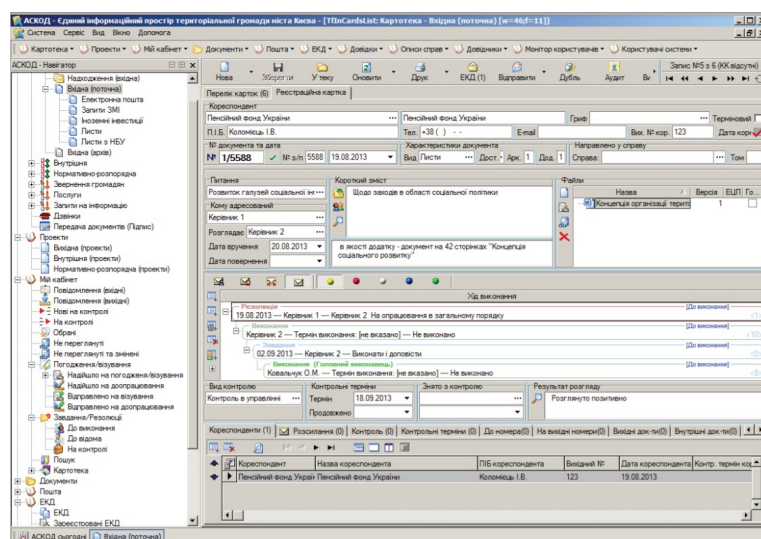 АСКОД - Єдиний інформаційний простір територіальної громади міста Києва - [TfInCardsList: Картотека - Вхідна (поточна) [w=46;f=11]]
Система Сервіс Вид Вікно Допомога
Картотека Проекти Мій кабінет Документи Пошта ЕКД Довідки Описи справ Довідники Монітор користувачів Користувачі системи
АСКОД - Навігатор
Надходження (вхідна)
Вхідна (поточна)
Електронна пошта
Запити ЗМІ
Іноземні інвестиції
Листи
Листи з НБУ
Вхідна (архів)
Внутрішня
Нормативно-розпорядча
Звернення громадян
Послуги
Запити на інформацію
Дзвінки
Передача документів (Підпис)
Проекти
Вихідна (проекти)
Внутрішня (проекти)
Нормативно-розпорядча (проекти)
Мій кабінет
Повідомлення (вхідні)
Повідомлення (вихідні)
Нові на контролі
На контролі
Обрані
Не переглянуті
Не переглянуті та змінені
Погодження/візування
Надійшло на погодження/візування
Надійшло на доопрацювання
Відправлено на візування
Відправлено на доопрацювання
Завдання/Резолюції
До виконання
До відома
На контролі
Пошук
Картотека
Документи
Пошта
ЕКД
ЕКД
Зареєстровані ЕКД
Нова Зберегти У теку Оновити Друк ЕКД (1) Відправити Дубль Аудит Ви
Запис №5 з 6 (КК відсутні)
Перелік карток (6) Реєстраційна картка
Кореспондент
Пенсійний фонд України ... Пенсійний фонд України Гриф ... Терміновий
П.І.Б. Коломієць І.В. Тел. +38 ( ) - - E-mail Вих. № кор. 123 Дата кор
№ документа та дата Характеристики документа Направлено у справу
№ 1/5588 № з/п 5588 19.08.2013 Вид Листи ... Дост. Арк. 1 Дод. 1 Справа: ... Том
Питання Короткий зміст Файли
Розвиток галузей соціальної інк ... Щодо заходів в області соціальної політики
Назва Версія ЕЦП Го...
Концепція організації терито 1
Кому адресований
Керівник 1 ...
Розглядає Керівник 2 ...
Дата вручення 20.08.2013
Дата повернення
в якості додатку - документ на 42 сторінках "Концепція
соціального розвитку"
Хід виконання
Резолюція [До виконання]
19.08.2013 --- Керівник 1 --- Керівник 2 На опрацювання в загальному порядку
Виконання [До виконання]
Керівник 2 --- Термін виконання: [не вказано] --- Не виконано
Завдання [До виконання]
02.09.2013 --- Керівник 2 --- Виконати і доповісти
Виконання (Головний виконавець) [До виконання]
Ковальчук О.М. --- Термін виконання: [не вказано] --- Не виконано
Вид контролю Контрольні терміни Знято з контролю Результат розгляду
Контроль в управлінні ... Термін 18.09.2013 Розглянуто позитивно
Продовжено
Кореспонденти (1) Розсилання (0) Контроль (0) Контрольні терміни (0) До номера(0) На вихідні номери(0) Вихідні док-ти(0) Внутрішні док-ти(0)
Кореспондент Назва кореспондента ПІБ кореспондента Вихідний № Дата кореспондента Контр. термін кор
Пенсійний фонд Украї Пенсійний фонд України Коломієць І.В. 123 19.08.2013
АСКОД сьогодні Вхідна (поточна)